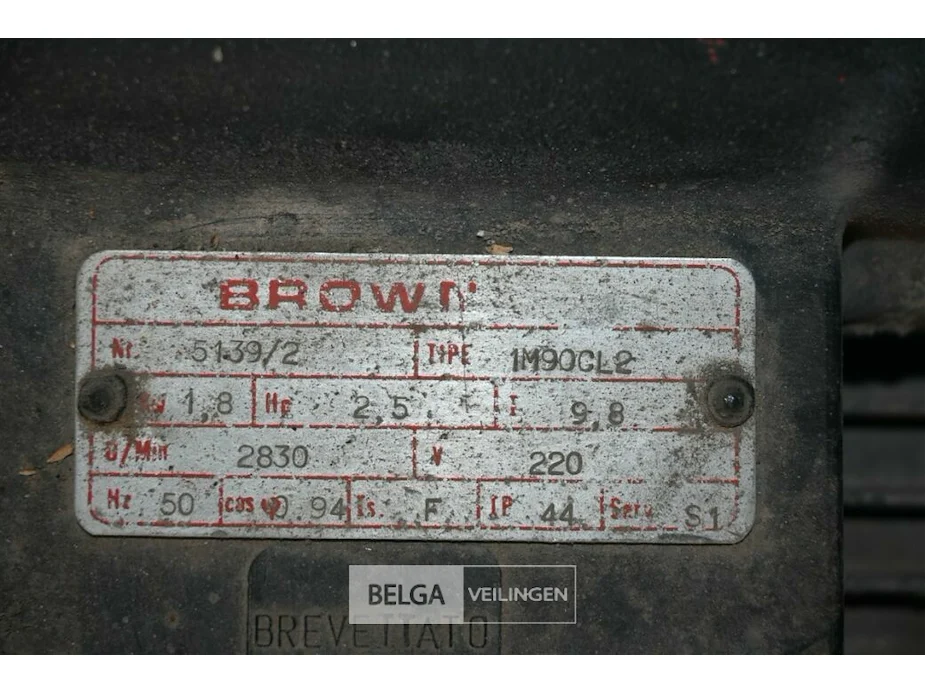 BROWN
Nr. 5139/2 TIPE 1M90CL2
Kw 1,8 Hp 2,5 I 9,8
G/Min 2830 V 220
Hz 50 cos φ 0.94 Is. F IP 44 Serv. S1
BELGA VEILINGEN
BREVETTATO